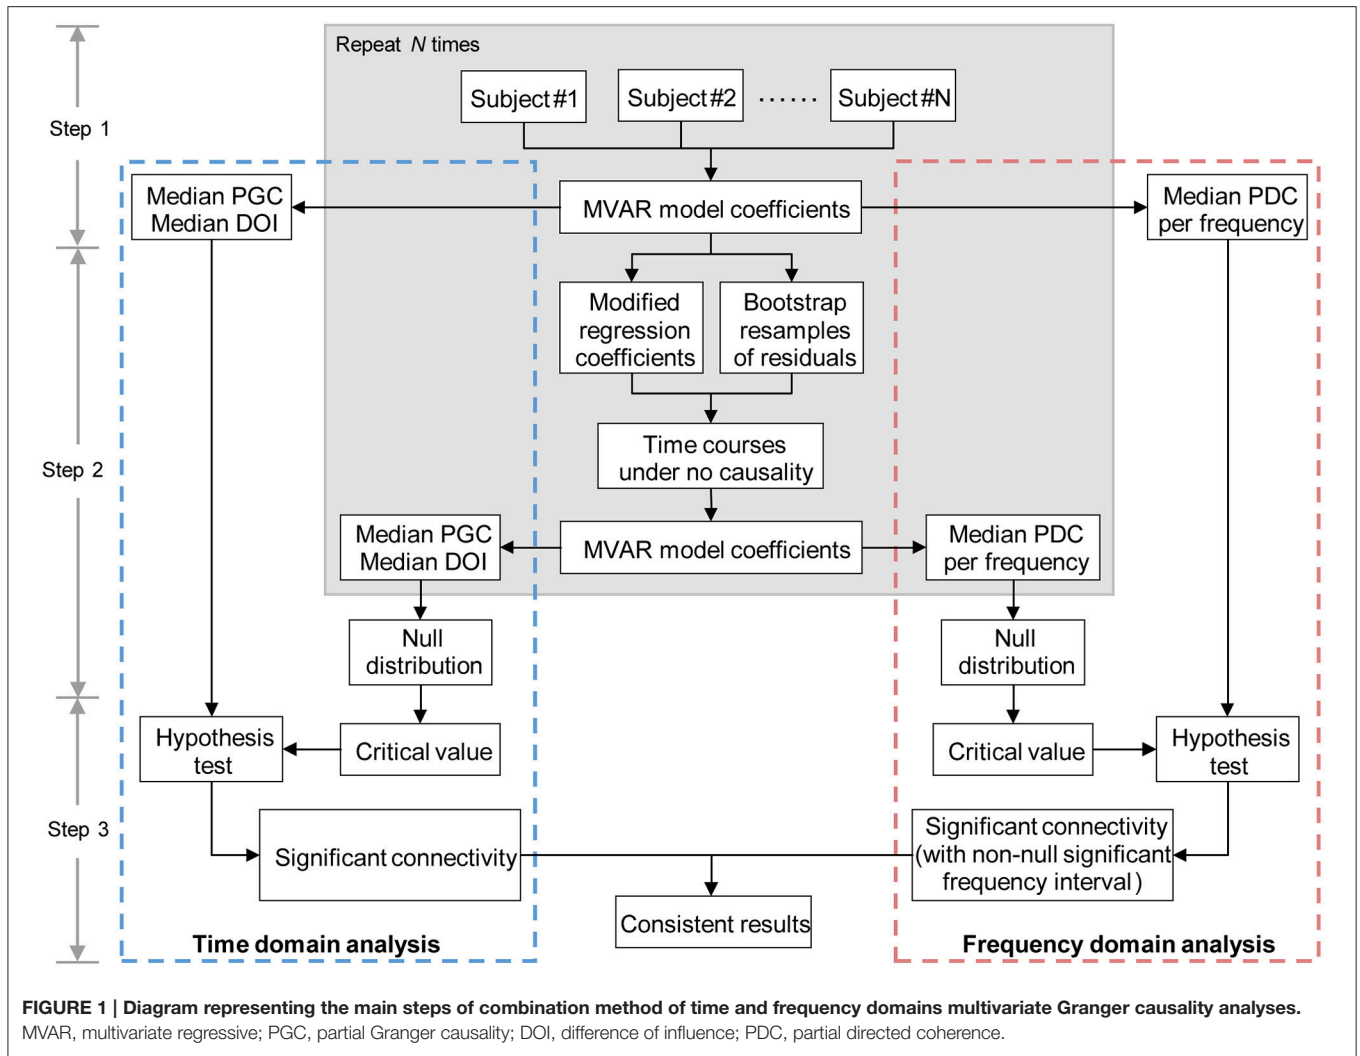 Repeat N times
Subject #1
Subject #2
......
Subject #N
Step 1
Median PGC
Median DOI
MVAR model coefficients
Median PDC
per frequency
Modified
regression
coefficients
Bootstrap
resamples
of residuals
Step 2
Time courses
under no causality
Median PGC
Median DOI
MVAR model coefficients
Median PDC
per frequency
Null
distribution
Null
distribution
Hypothesis
test
Critical value
Critical value
Hypothesis
test
Step 3
Significant connectivity
Significant connectivity
(with non-null significant
frequency interval)
Consistent results
Time domain analysis
Frequency domain analysis
FIGURE 1 | Diagram representing the main steps of combination method of time and frequency domains multivariate Granger causality analyses.
MVAR, multivariate regressive; PGC, partial Granger causality; DOI, difference of influence; PDC, partial directed coherence.